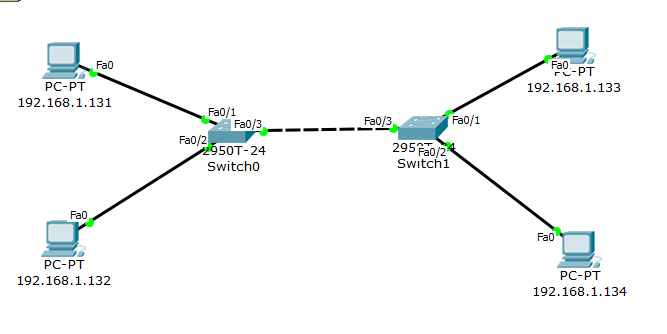 Fa0
PC-PT
192.168.1.131
Fa0/1
Fa0/3
Fa0/2
2950T-24
Switch0
Fa0
PC-PT
192.168.1.132
Fa0/3
Fa0/1
Fa0/2
Switch1
Fa0
PC-PT
192.168.1.133
Fa0
PC-PT
192.168.1.134